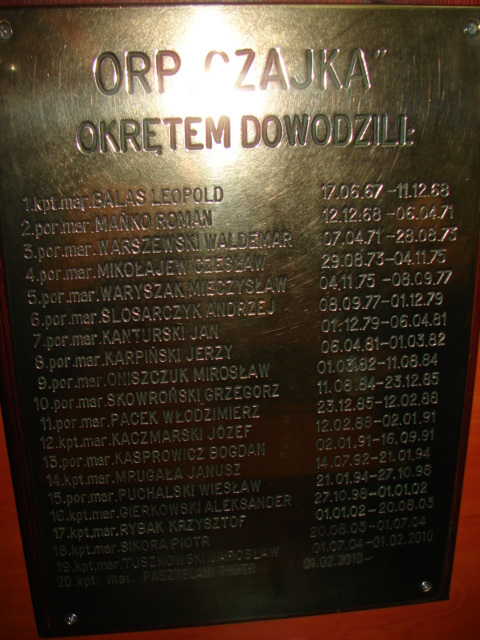 ORP „CZAJKA”
OKRĘTEM DOWODZILI:
1.kpt.mar.BALAS LEOPOLD 17.06.67 -11.12.68
2.por.mar.MAŃKO ROMAN 12.12.68 -06.04.71
3.por.mar.WARSZEWSKI WALDEMAR 07.04.71 -28.08.73
4.por.mar.MIKOŁAJEW CZESŁAW 29.08.73-04.11.75
5.por.mar.WARYSZAK MIECZYSŁAW 04.11.75 -08.09.77
6.por.mar.ŚLOSARCZYK ANDRZEJ 08.09.77-01.12.79
7.por.mar.KANTURSKI JAN 01.12.79 -06.04.81
8.por.mar.KARPIŃSKI JERZY 06.04.81 -01.03.82
9.por.mar.ONISZCZUK MIROSŁAW 01.03.82 -11.08.84
10.por.mar.SKOWROŃSKI GRZEGORZ 11.08.84-23.12.85
11.por.mar.PACEK WŁODZIMIERZ 23.12.85 -12.02.88
12.kpt.mar.KACZMARSKI JÓZEF 12.02.88 -02.01.91
13.por.mar.KASPROWICZ BOGDAN 02.01.91 -16.09.91
14.kpt.mar.MRUGAŁA JANUSZ 14.07.92 -21.01.94
15.por.mar.PUCHALSKI WIESŁAW 21.01.94 -27.10.98
16.kpt.mar.GIERKOWSKI ALEKSANDER 27.10.98 -01.01.02
17.kpt.mar.RYBAK KRZYSZTOF 01.01.02 -20.08.03
18.kpt.mar.SIKORA PIOTR 20.08.03 -01.07.04
19.kpt.mar.TUSZKOWSKI JAROSŁAW 01.07.04 -01.02.2010
20.kpt. mar. PIOTR 2010-